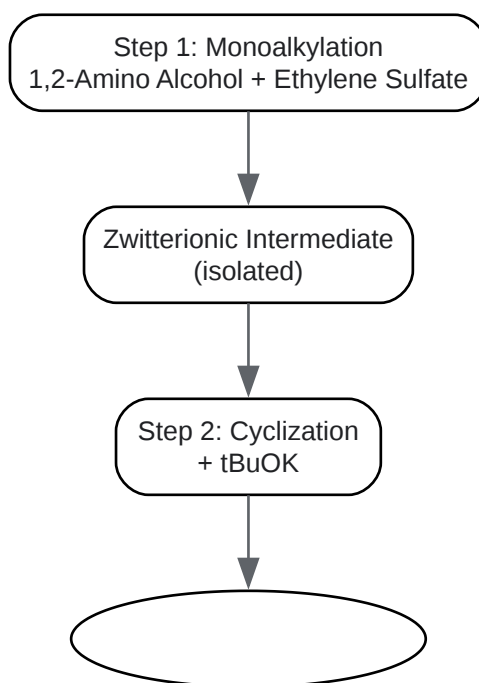 Step 1: Monoalkylation
1,2-Amino Alcohol + Ethylene Sulfate
Zwitterionic Intermediate
(isolated)
Step 2: Cyclization
+ tBuOK